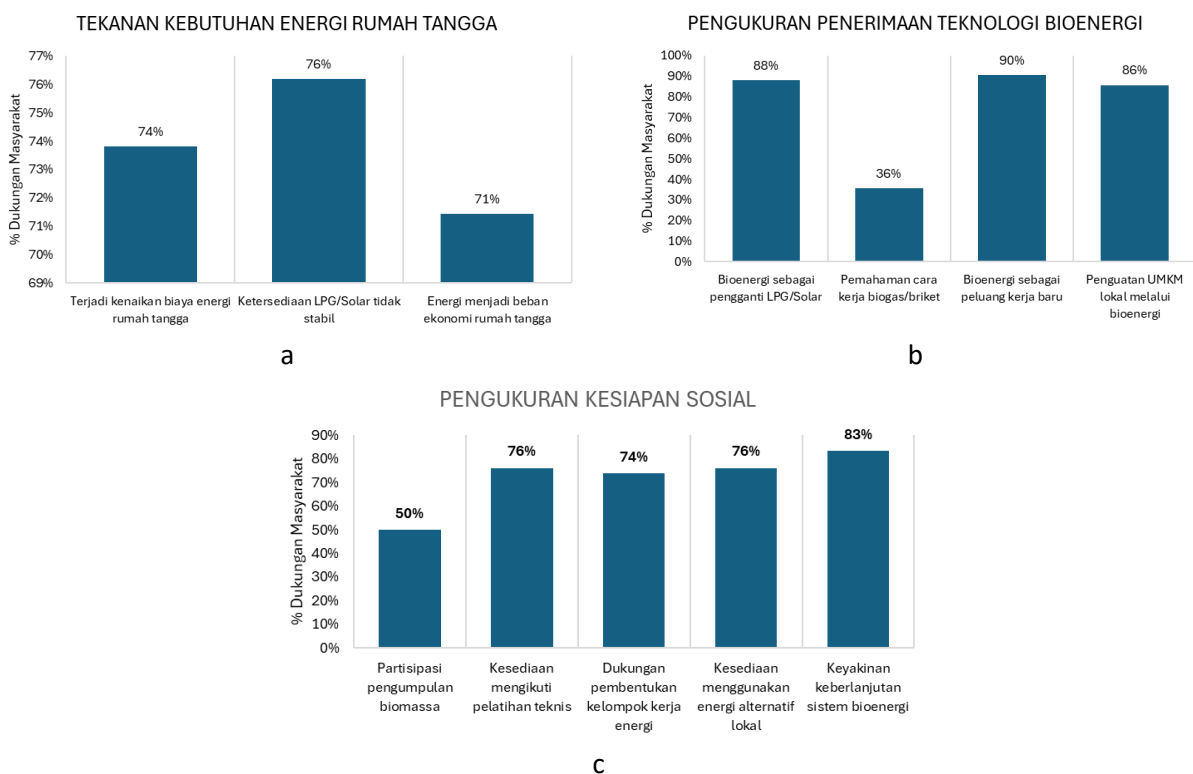 TEKANAN KEBUTUHAN ENERGI RUMAH TANGGA
% Dukungan Masyarakat
77%
76%
75%
74%
73%
72%
71%
70%
69%
74%
76%
71%
Terjadi kenaikan biaya energi
rumah tangga
Ketersediaan LPG/Solar tidak
stabil
Energi menjadi beban
ekonomi rumah tangga
a
PENGUKURAN PENERIMAAN TEKNOLOGI BIOENERGI
% Dukungan Masyarakat
100%
90%
80%
70%
60%
50%
40%
30%
20%
10%
0%
88%
36%
90%
86%
Bioenergi sebagai
pengganti LPG/Solar
Pemahaman cara
kerja biogas/briket
Bioenergi sebagai
peluang kerja baru
Penguatan UMKM
lokal melalui
bioenergi
b
PENGUKURAN KESIAPAN SOSIAL
% Dukungan Masyarakat
90%
80%
70%
60%
50%
40%
30%
20%
10%
0%
50%
76%
74%
76%
83%
Partisipasi
pengumpulan
biomassa
Kesediaan
mengikuti
pelatihan teknis
Dukungan
pembentukan
kelompok kerja
energi
Kesediaan
menggunakan
energi alternatif
lokal
Keyakinan
keberlanjutan
sistem bioenergi
c